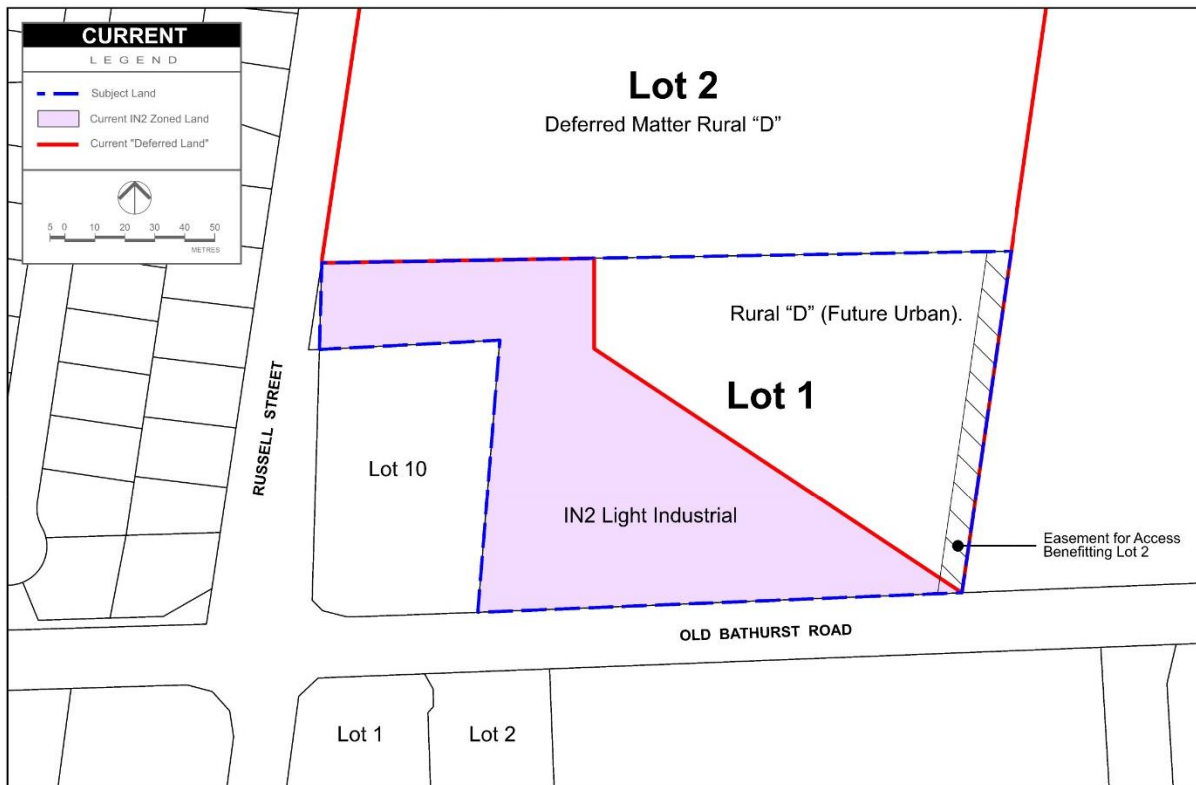 CURRENT
LEGEND
Subject Land
Current IN2 Zoned Land
Current "Deferred Land"
5 0 10 20 30 40 50
METRES
Lot 2
Deferred Matter Rural “D”
Rural “D” (Future Urban).
Lot 1
RUSSELL STREET
Lot 10
IN2 Light Industrial
Easement for Access
Benefitting Lot 2
OLD BATHURST ROAD
Lot 1
Lot 2